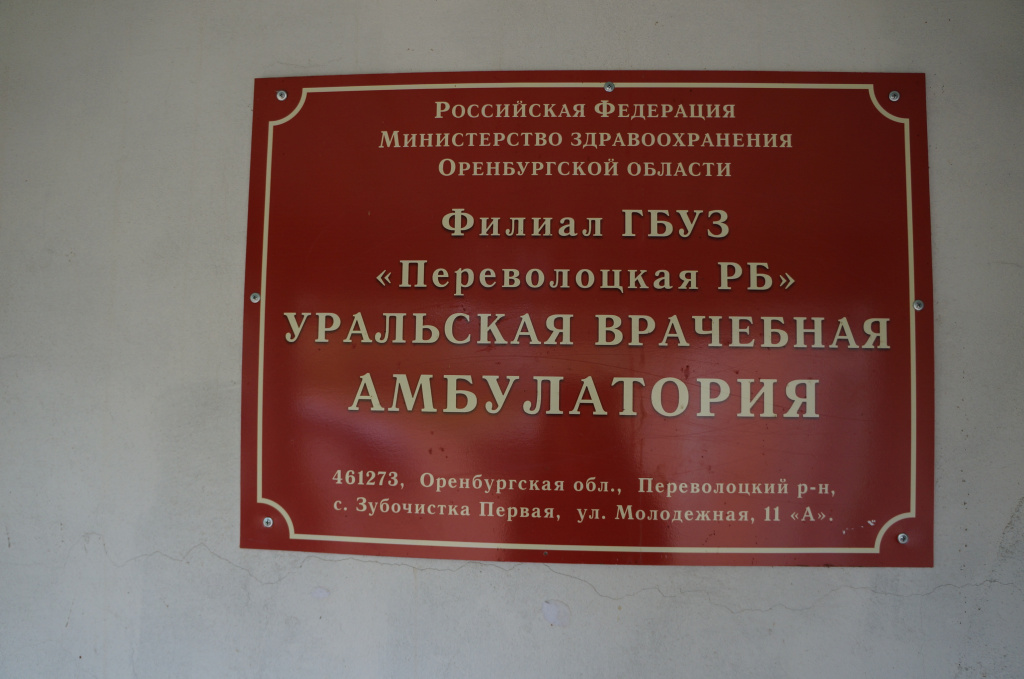 Российская Федерация
Министерство здравоохранения
Оренбургской области
Филиал ГБУЗ
«Переволоцкая РБ»
УРАЛЬСКАЯ ВРАЧЕБНАЯ
АМБУЛАТОРИЯ
461273, Оренбургская обл., Переволоцкий р-н,
с. Зубочистка Первая, ул. Молодежная, 11 «А».